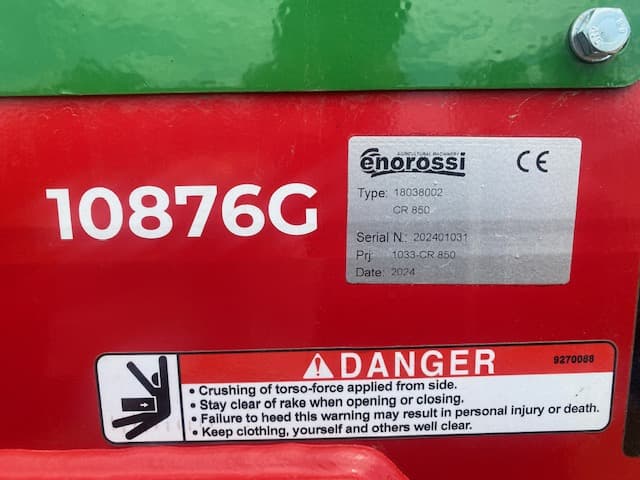 10876G
AGRICULTURAL MACHINERY
enorossi
CE
Type: 18038002
CR 850
Serial N.: 202401031
Prj: 1033-CR 850
Date: 2024
DANGER
9270088
• Crushing of torso-force applied from side.
• Stay clear of rake when opening or closing.
• Failure to heed this warning may result in personal injury or death.
• Keep clothing, yourself and others well clear.